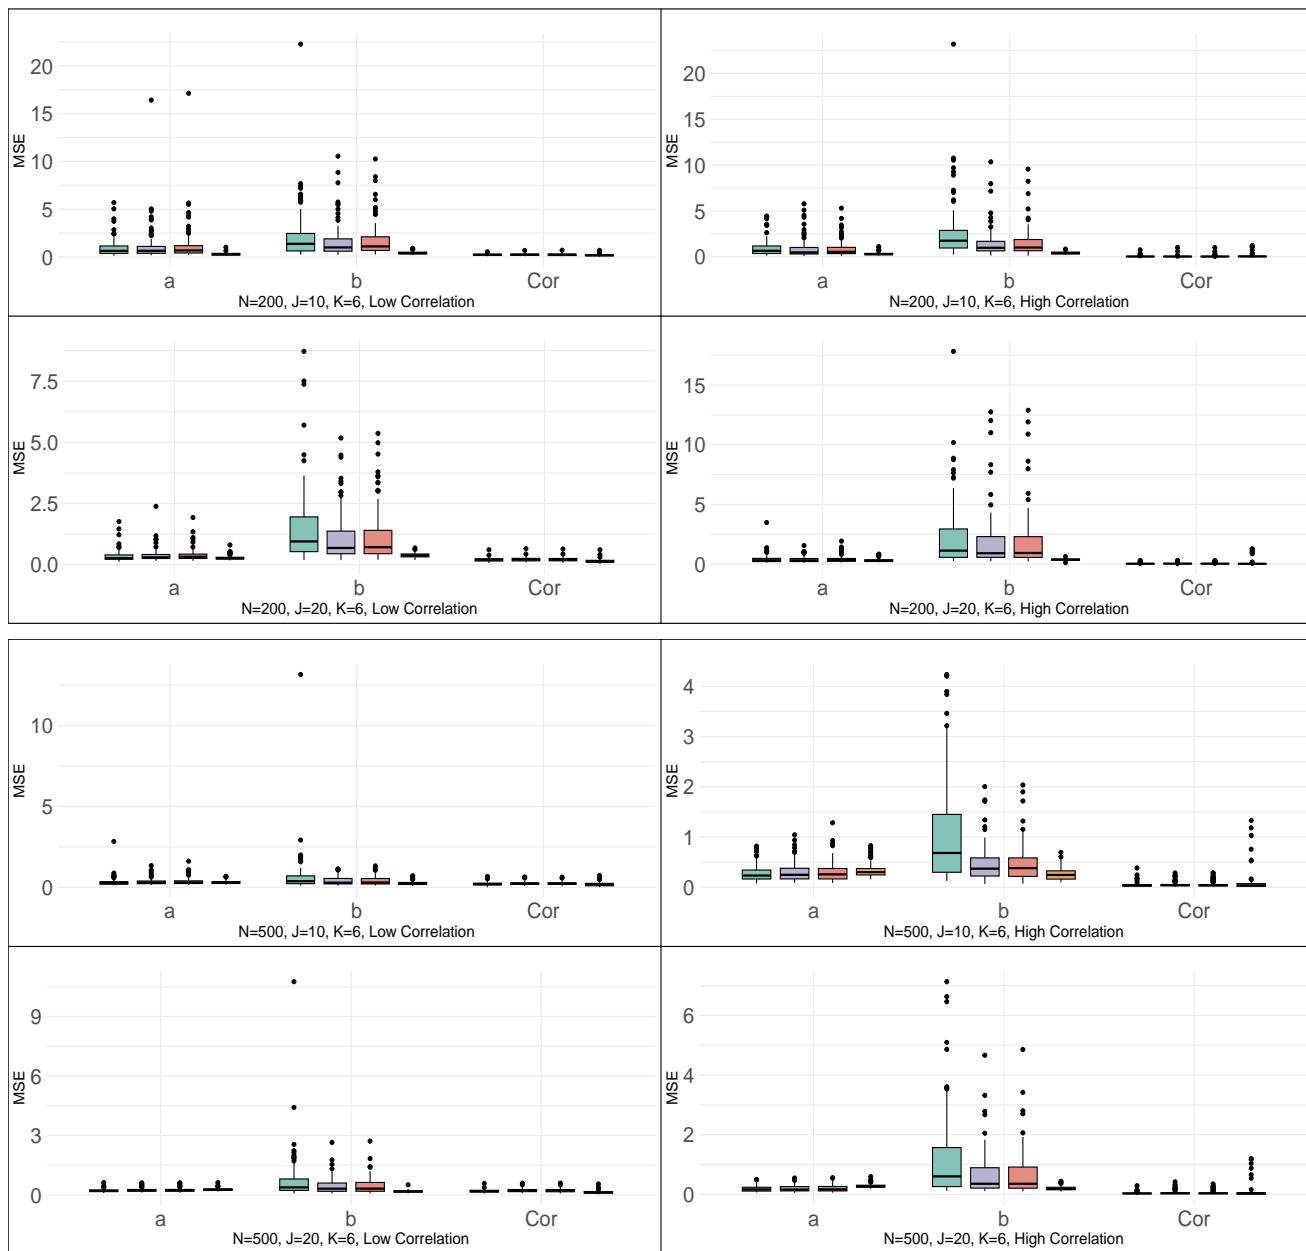 MSE
20
15
10
5
0
a b Cor
N=200, J=10, K=6, Low Correlation
MSE
20
15
10
5
0
a b Cor
N=200, J=10, K=6, High Correlation
MSE
7.5
5.0
2.5
0.0
a b Cor
N=200, J=20, K=6, Low Correlation
MSE
15
10
5
0
a b Cor
N=200, J=20, K=6, High Correlation
MSE
10
5
0
a b Cor
N=500, J=10, K=6, Low Correlation
MSE
4
3
2
1
0
a b Cor
N=500, J=10, K=6, High Correlation
MSE
9
6
3
0
a b Cor
N=500, J=20, K=6, Low Correlation
MSE
6
4
2
0
a b Cor
N=500, J=20, K=6, High Correlation